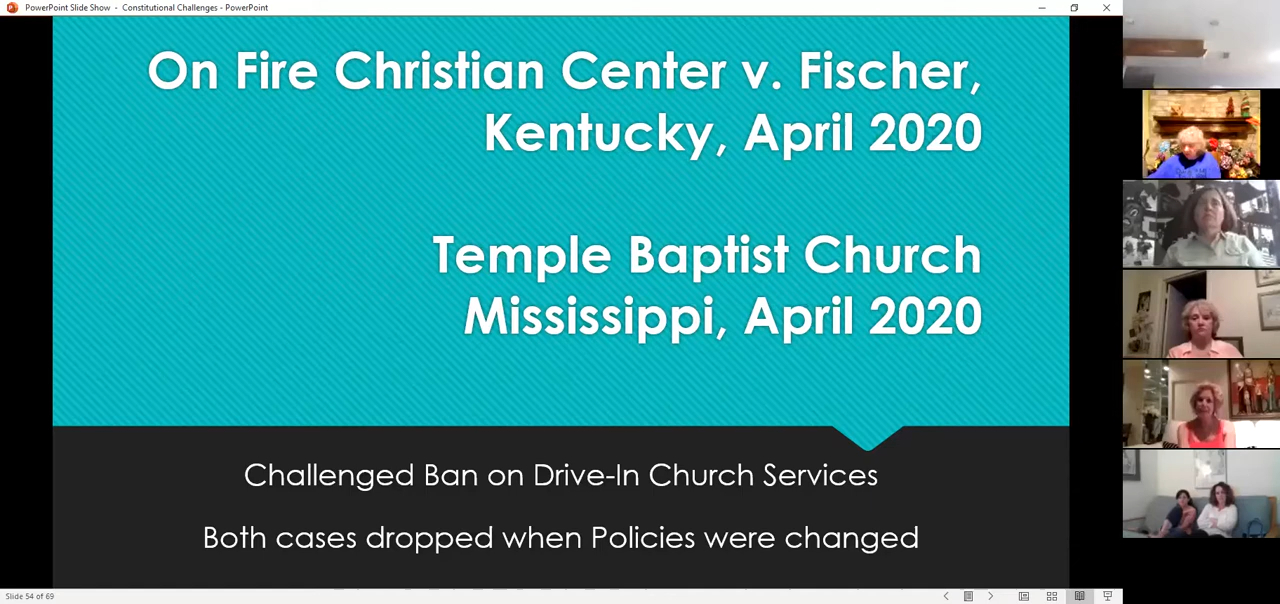 PowerPoint Slide Show - Constitutional Challenges - PowerPoint
On Fire Christian Center v. Fischer,
Kentucky, April 2020
Temple Baptist Church
Mississippi, April 2020
Challenged Ban on Drive-In Church Services
Both cases dropped when Policies were changed
Slide 54 of 69